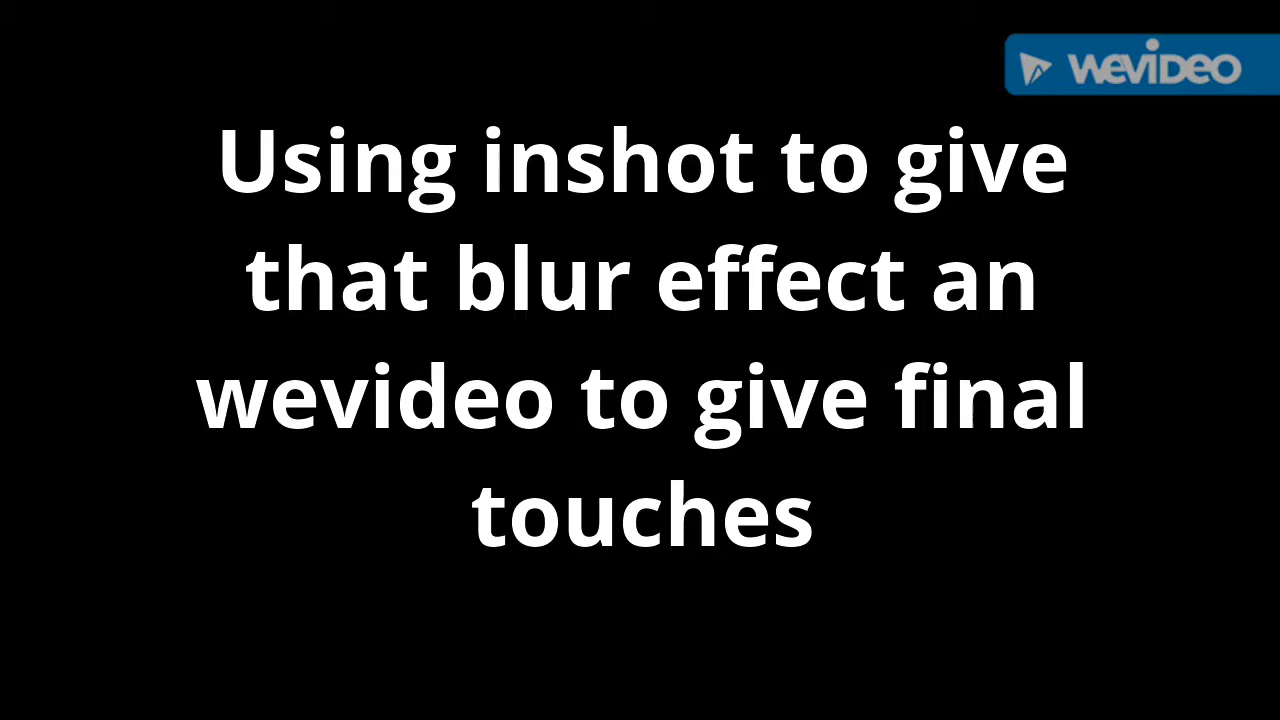 WEVIDEO
Using inshot to give
that blur effect an
wevideo to give final
touches